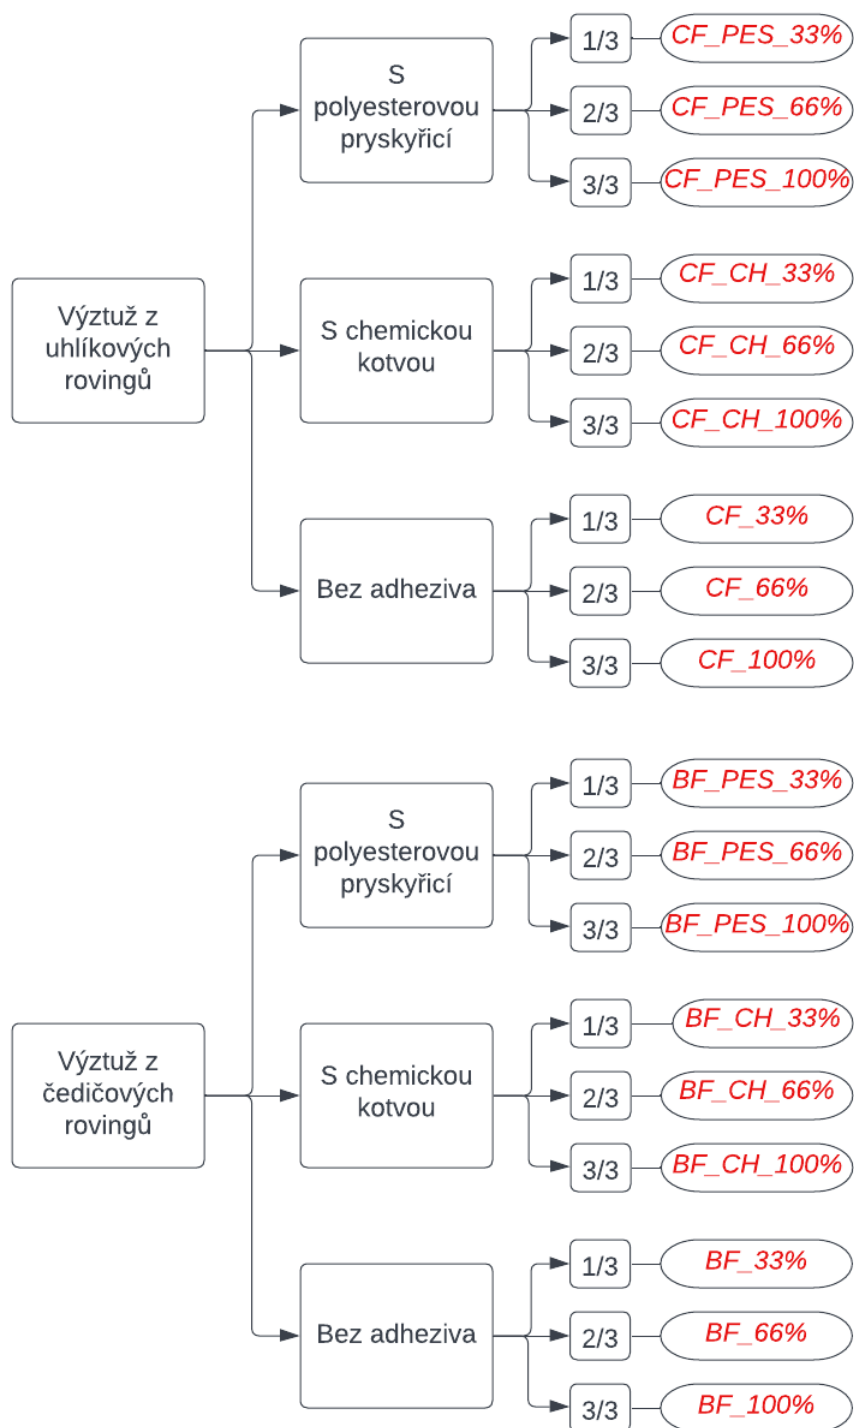 S
polyesterovou
pryskyřicí
1/3
CF_PES_33%
2/3
CF_PES_66%
3/3
CF_PES_100%
Výztuž z
uhlíkových
rovingů
S chemickou
kotvou
1/3
CF_CH_33%
2/3
CF_CH_66%
3/3
CF_CH_100%
Bez adheziva
1/3
CF_33%
2/3
CF_66%
3/3
CF_100%
S
polyesterovou
pryskyřicí
1/3
BF_PES_33%
2/3
BF_PES_66%
3/3
BF_PES_100%
Výztuž z
čedičových
rovingů
S chemickou
kotvou
1/3
BF_CH_33%
2/3
BF_CH_66%
3/3
BF_CH_100%
Bez adheziva
1/3
BF_33%
2/3
BF_66%
3/3
BF_100%